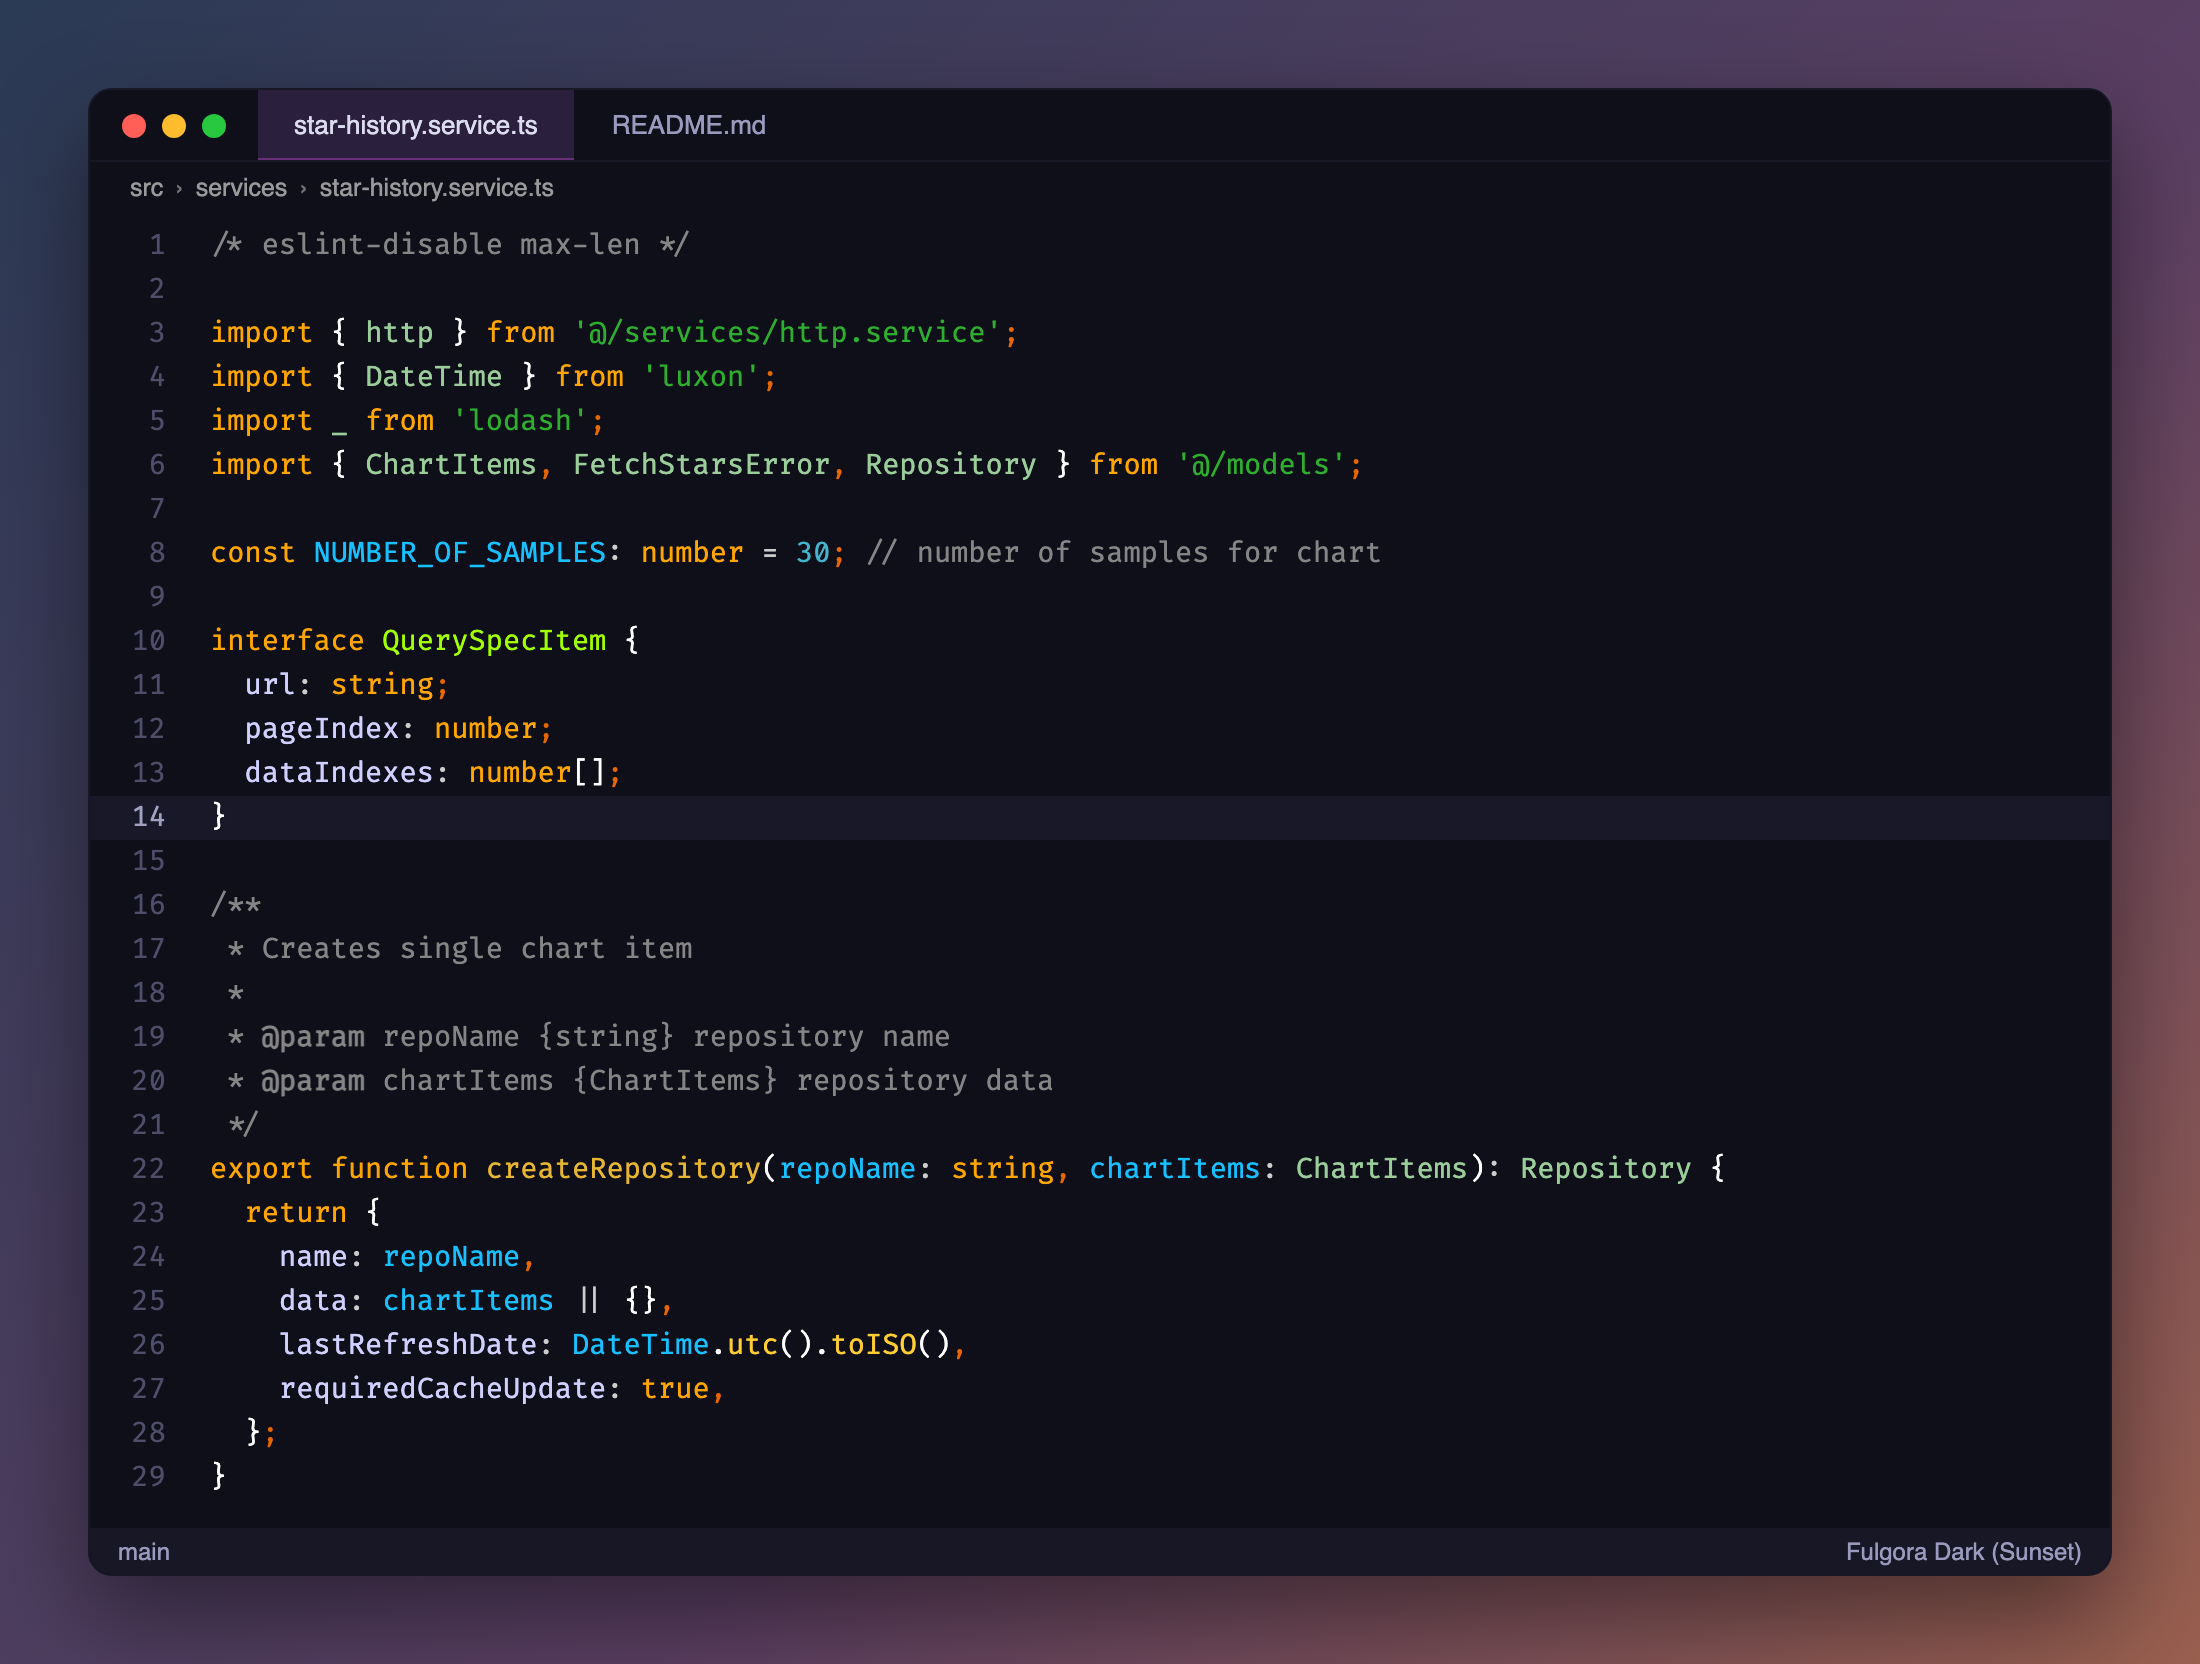 star-history.service.ts README.md
src › services › star-history.service.ts
1 /* eslint-disable max-len */
2
3 import { http } from '@/services/http.service';
4 import { DateTime } from 'luxon';
5 import _ from 'lodash';
6 import { ChartItems, FetchStarsError, Repository } from '@/models';
7
8 const NUMBER_OF_SAMPLES: number = 30; // number of samples for chart
9
10 interface QuerySpecItem {
11   url: string;
12   pageIndex: number;
13   dataIndexes: number[];
14 }
15
16 /**
17  * Creates single chart item
18  *
19  * @param repoName {string} repository name
20  * @param chartItems {ChartItems} repository data
21  */
22 export function createRepository(repoName: string, chartItems: ChartItems): Repository {
23   return {
24     name: repoName,
25     data: chartItems || {},
26     lastRefreshDate: DateTime.utc().toISO(),
27     requiredCacheUpdate: true,
28   };
29 }
main Fulgora Dark (Sunset)